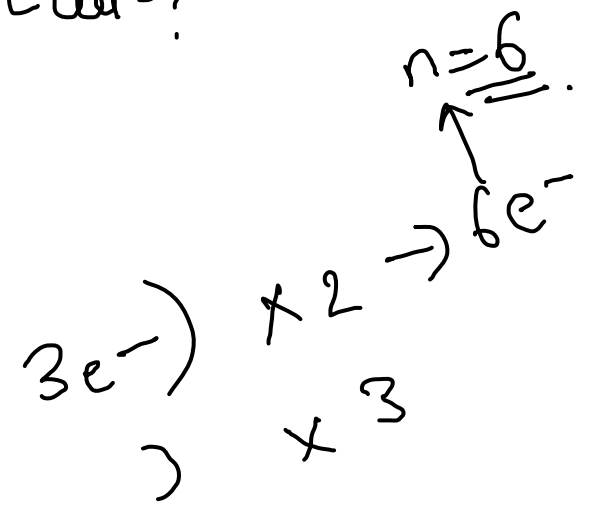 n=6.
6e⁻
3e⁻) × 2 →
) × 3